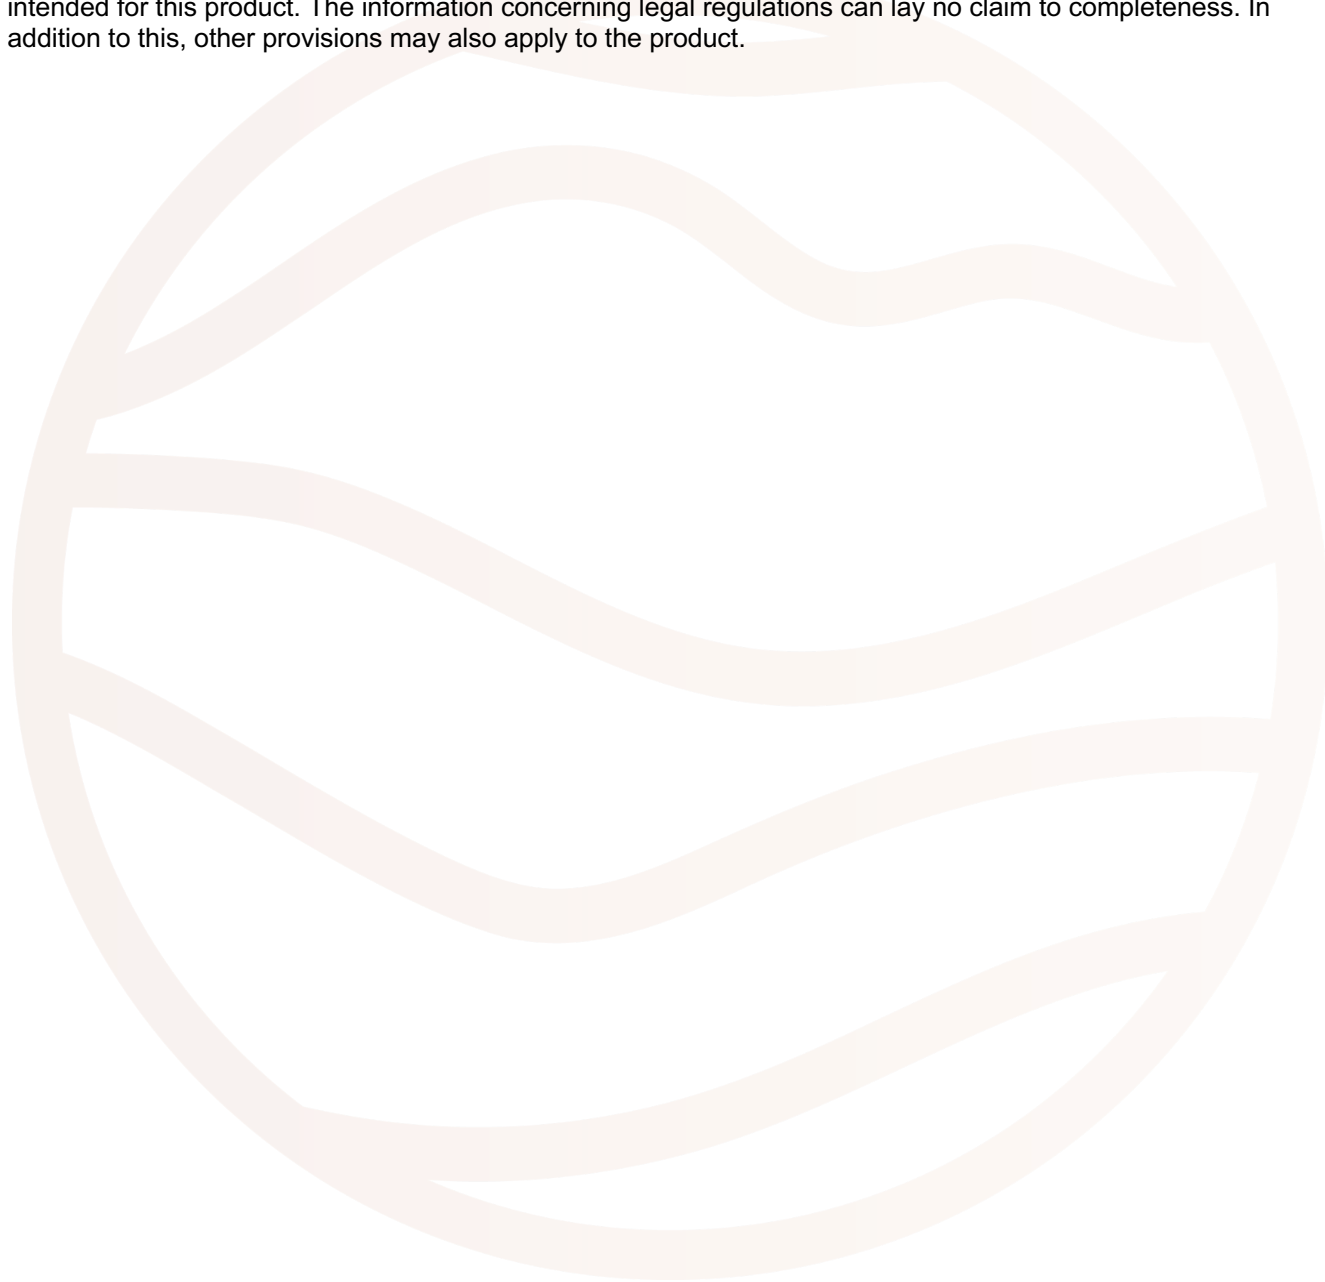 intended for this product. The information concerning legal regulations can lay no claim to completeness. In
addition to this, other provisions may also apply to the product.